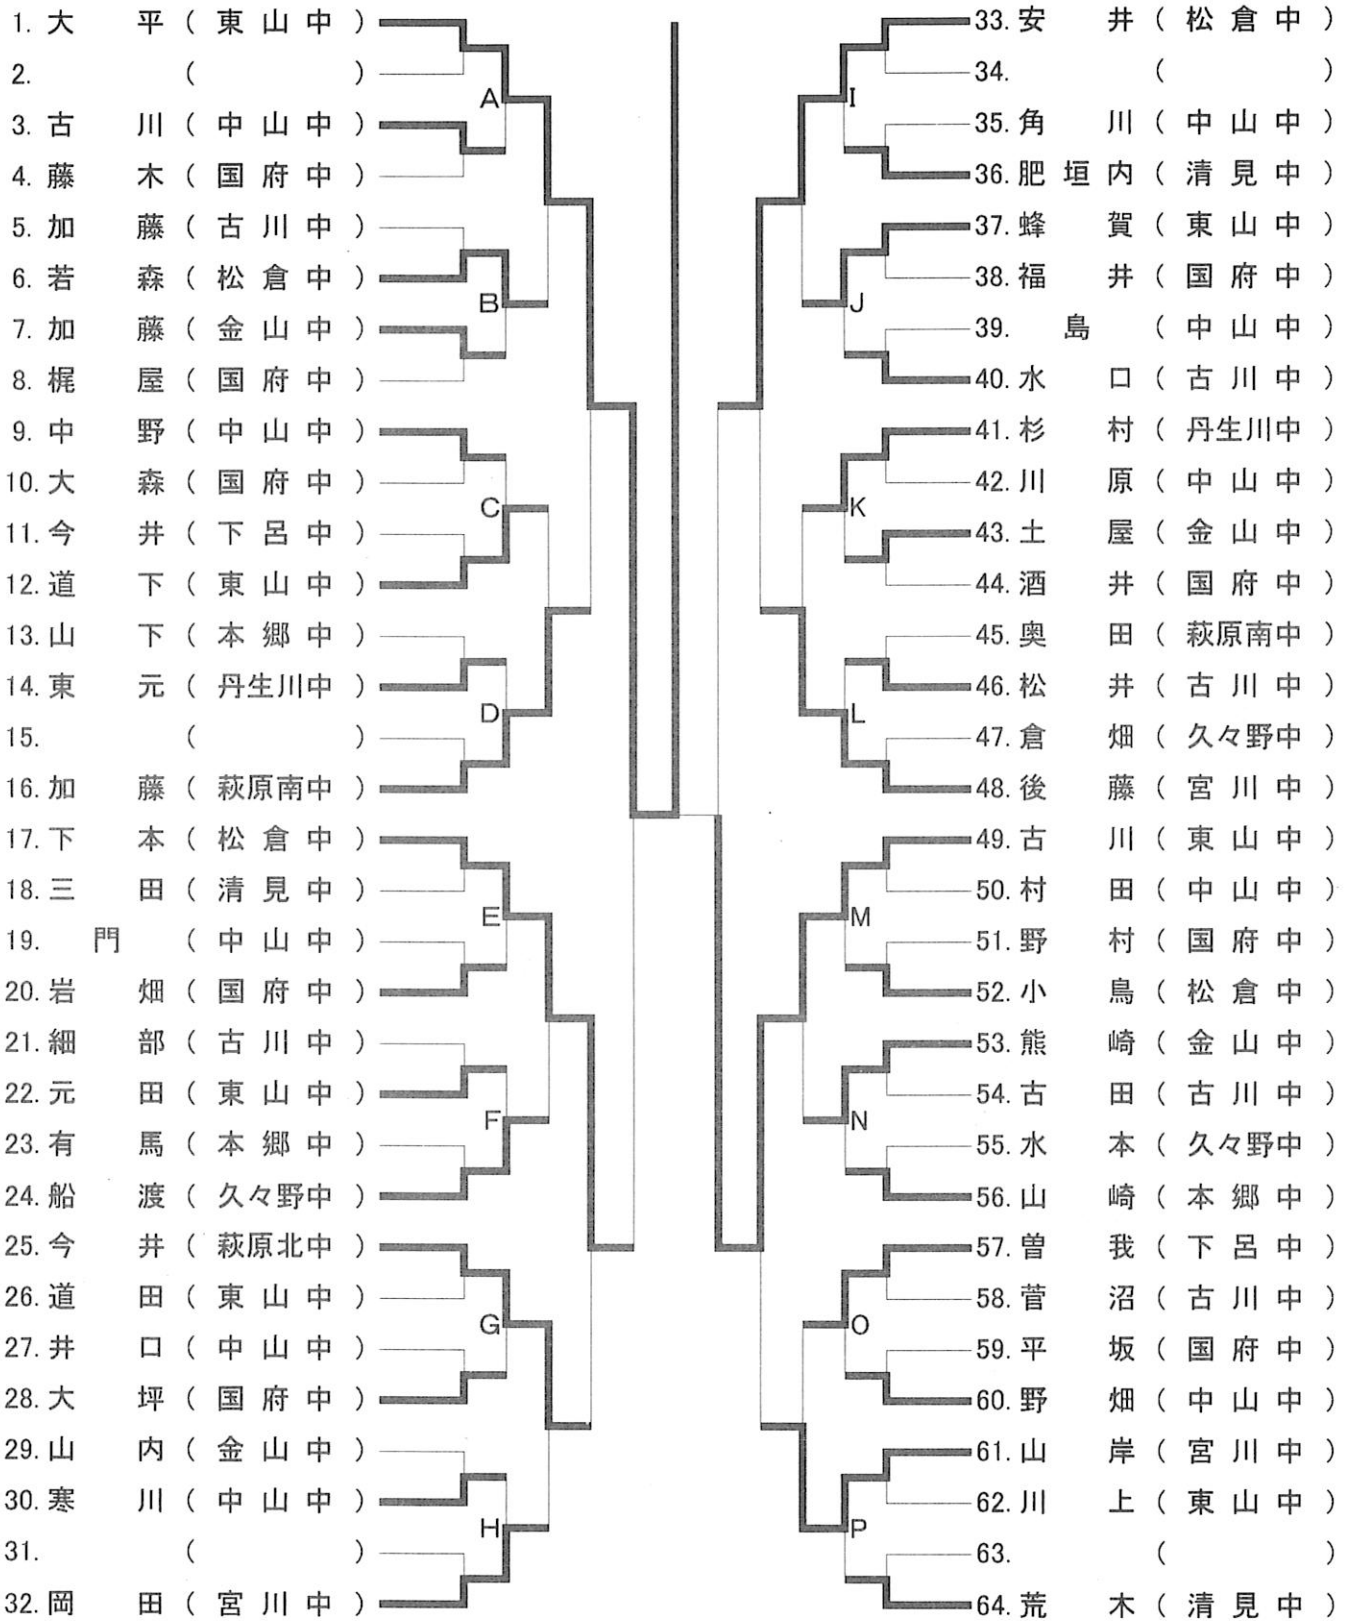 1. 大平（東山中）
2. （　　　）
3. 古川（中山中）
4. 藤木（国府中）
5. 加藤（古川中）
6. 若森（松倉中）
7. 加藤（金山中）
8. 梶屋（国府中）
9. 中野（中山中）
10. 大森（国府中）
11. 今井（下呂中）
12. 道下（東山中）
13. 山下（本郷中）
14. 東元（丹生川中）
15. （　　　）
16. 加藤（萩原南中）
17. 下本（松倉中）
18. 三田（清見中）
19. 門（中山中）
20. 岩畑（国府中）
21. 細部（古川中）
22. 元田（東山中）
23. 有馬（本郷中）
24. 船渡（久々野中）
25. 今井（萩原北中）
26. 道田（東山中）
27. 井口（中山中）
28. 大坪（国府中）
29. 山内（金山中）
30. 寒川（中山中）
31. （　　　）
32. 岡田（宮川中）
A
B
C
D
E
F
G
H
I
J
K
L
M
N
O
P
33. 安井（松倉中）
34. （　　　）
35. 角川（中山中）
36. 肥垣内（清見中）
37. 蜂賀（東山中）
38. 福井（国府中）
39. 島（中山中）
40. 水口（古川中）
41. 杉村（丹生川中）
42. 川原（中山中）
43. 土屋（金山中）
44. 酒井（国府中）
45. 奥田（萩原南中）
46. 松井（古川中）
47. 倉畑（久々野中）
48. 後藤（宮川中）
49. 古川（東山中）
50. 村田（中山中）
51. 野村（国府中）
52. 小鳥（松倉中）
53. 熊崎（金山中）
54. 古田（古川中）
55. 水本（久々野中）
56. 山崎（本郷中）
57. 曽我（下呂中）
58. 菅沼（古川中）
59. 平坂（国府中）
60. 野畑（中山中）
61. 山岸（宮川中）
62. 川上（東山中）
63. （　　　）
64. 荒木（清見中）